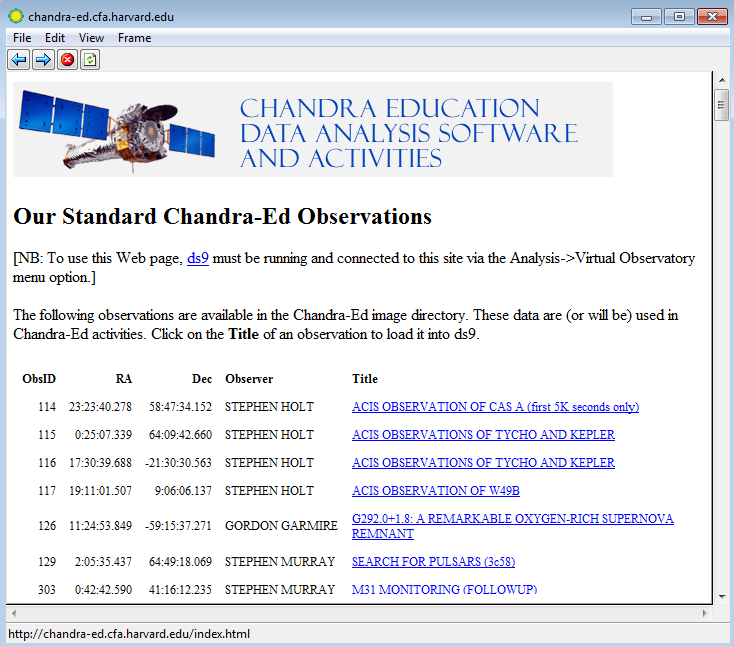 chandra-ed.cfa.harvard.edu
File Edit View Frame
CHANDRA EDUCATION
DATA ANALYSIS SOFTWARE
AND ACTIVITIES
Our Standard Chandra-Ed Observations
[NB: To use this Web page, ds9 must be running and connected to this site via the Analysis->Virtual Observatory
menu option.]
The following observations are available in the Chandra-Ed image directory. These data are (or will be) used in
Chandra-Ed activities. Click on the Title of an observation to load it into ds9.
ObsID RA Dec Observer Title
114 23:23:40.278 58:47:34.152 STEPHEN HOLT ACIS OBSERVATION OF CAS A (first 5K seconds only)
115 0:25:07.339 64:09:42.660 STEPHEN HOLT ACIS OBSERVATIONS OF TYCHO AND KEPLER
116 17:30:39.688 -21:30:30.563 STEPHEN HOLT ACIS OBSERVATIONS OF TYCHO AND KEPLER
117 19:11:01.507 9:06:06.137 STEPHEN HOLT ACIS OBSERVATION OF W49B
126 11:24:53.849 -59:15:37.271 GORDON GARMIRE G292.0+1.8: A REMARKABLE OXYGEN-RICH SUPERNOVA
REMNANT
129 2:05:35.437 64:49:18.069 STEPHEN MURRAY SEARCH FOR PULSARS (3c58)
303 0:42:42.590 41:16:12.235 STEPHEN MURRAY M31 MONITORING (FOLLOWUP)
http://chandra-ed.cfa.harvard.edu/index.html